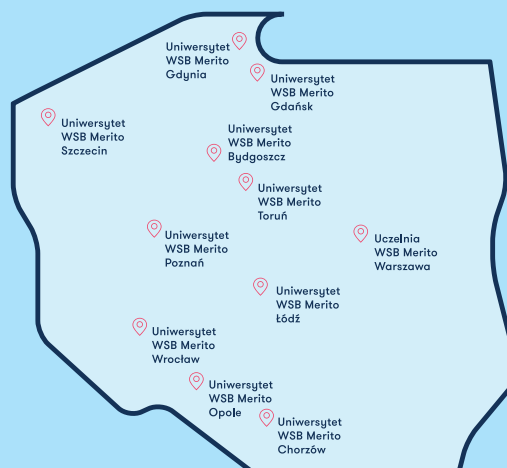 Uniwersytet
WSB Merito
Gdynia
Uniwersytet
WSB Merito
Gdańsk
Uniwersytet
WSB Merito
Szczecin
Uniwersytet
WSB Merito
Bydgoszcz
Uniwersytet
WSB Merito
Toruń
Uniwersytet
WSB Merito
Poznań
Uczelnia
WSB Merito
Warszawa
Uniwersytet
WSB Merito
Łódź
Uniwersytet
WSB Merito
Wrocław
Uniwersytet
WSB Merito
Opole
Uniwersytet
WSB Merito
Chorzów